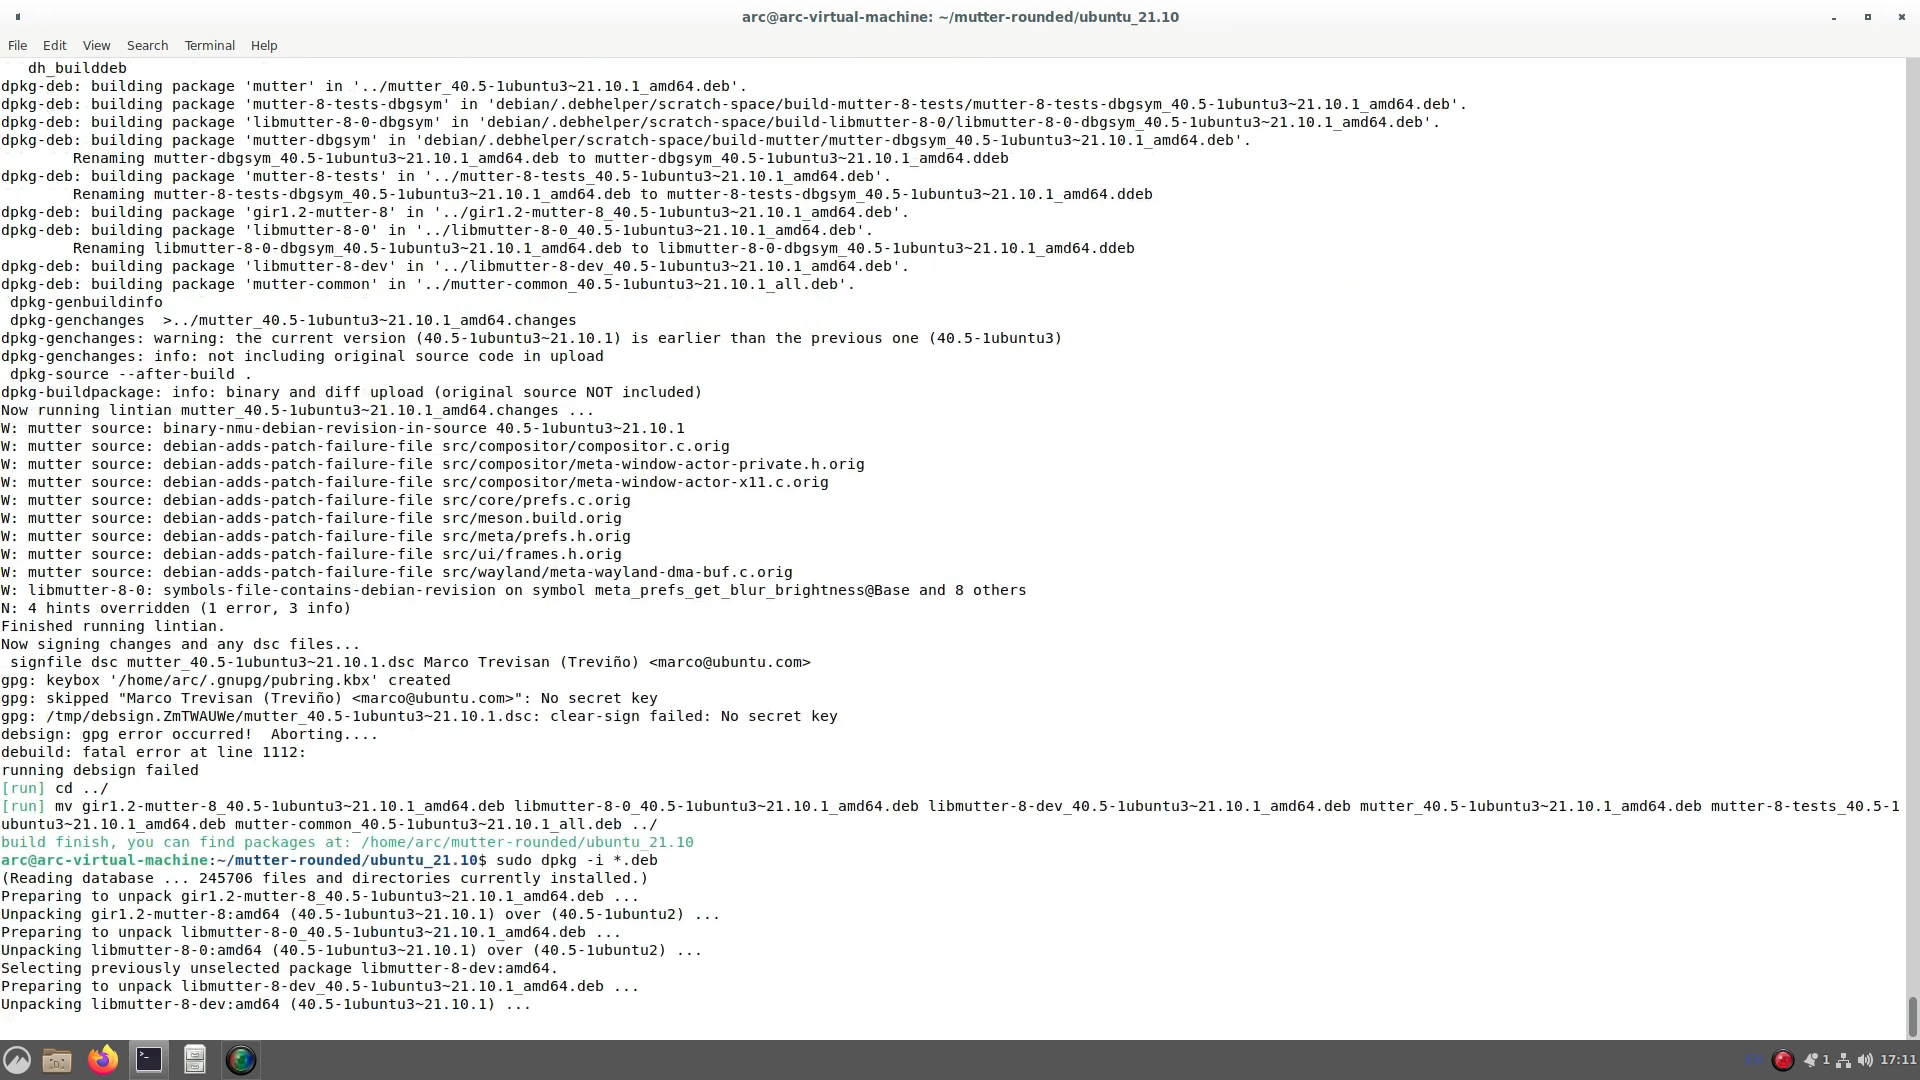 arc@arc-virtual-machine: ~/mutter-rounded/ubuntu_21.10
File Edit View Search Terminal Help
dh_builddeb
dpkg-deb: building package 'mutter' in '../mutter_40.5-1ubuntu3~21.10.1_amd64.deb'.
dpkg-deb: building package 'mutter-8-tests-dbgsym' in 'debian/.debhelper/scratch-space/build-mutter-8-tests/mutter-8-tests-dbgsym_40.5-1ubuntu3~21.10.1_amd64.deb'.
dpkg-deb: building package 'libmutter-8-0-dbgsym' in 'debian/.debhelper/scratch-space/build-libmutter-8-0/libmutter-8-0-dbgsym_40.5-1ubuntu3~21.10.1_amd64.deb'.
dpkg-deb: building package 'mutter-dbgsym' in 'debian/.debhelper/scratch-space/build-mutter/mutter-dbgsym_40.5-1ubuntu3~21.10.1_amd64.deb'.
Renaming mutter-dbgsym_40.5-1ubuntu3~21.10.1_amd64.deb to mutter-dbgsym_40.5-1ubuntu3~21.10.1_amd64.ddeb
dpkg-deb: building package 'mutter-8-tests' in '../mutter-8-tests_40.5-1ubuntu3~21.10.1_amd64.deb'.
Renaming mutter-8-tests-dbgsym_40.5-1ubuntu3~21.10.1_amd64.deb to mutter-8-tests-dbgsym_40.5-1ubuntu3~21.10.1_amd64.ddeb
dpkg-deb: building package 'gir1.2-mutter-8' in '../gir1.2-mutter-8_40.5-1ubuntu3~21.10.1_amd64.deb'.
dpkg-deb: building package 'libmutter-8-0' in '../libmutter-8-0_40.5-1ubuntu3~21.10.1_amd64.deb'.
Renaming libmutter-8-0-dbgsym_40.5-1ubuntu3~21.10.1_amd64.deb to libmutter-8-0-dbgsym_40.5-1ubuntu3~21.10.1_amd64.ddeb
dpkg-deb: building package 'libmutter-8-dev' in '../libmutter-8-dev_40.5-1ubuntu3~21.10.1_amd64.deb'.
dpkg-deb: building package 'mutter-common' in '../mutter-common_40.5-1ubuntu3~21.10.1_all.deb'.
dpkg-genbuildinfo
dpkg-genchanges  >../mutter_40.5-1ubuntu3~21.10.1_amd64.changes
dpkg-genchanges: warning: the current version (40.5-1ubuntu3~21.10.1) is earlier than the previous one (40.5-1ubuntu3)
dpkg-genchanges: info: not including original source code in upload
dpkg-source --after-build .
dpkg-buildpackage: info: binary and diff upload (original source NOT included)
Now running lintian mutter_40.5-1ubuntu3~21.10.1_amd64.changes ...
W: mutter source: binary-nmu-debian-revision-in-source 40.5-1ubuntu3~21.10.1
W: mutter source: debian-adds-patch-failure-file src/compositor/compositor.c.orig
W: mutter source: debian-adds-patch-failure-file src/compositor/meta-window-actor-private.h.orig
W: mutter source: debian-adds-patch-failure-file src/compositor/meta-window-actor-x11.c.orig
W: mutter source: debian-adds-patch-failure-file src/core/prefs.c.orig
W: mutter source: debian-adds-patch-failure-file src/meson.build.orig
W: mutter source: debian-adds-patch-failure-file src/meta/prefs.h.orig
W: mutter source: debian-adds-patch-failure-file src/ui/frames.h.orig
W: mutter source: debian-adds-patch-failure-file src/wayland/meta-wayland-dma-buf.c.orig
W: libmutter-8-0: symbols-file-contains-debian-revision on symbol meta_prefs_get_blur_brightness@Base and 8 others
N: 4 hints overridden (1 error, 3 info)
Finished running lintian.
Now signing changes and any dsc files...
signfile dsc mutter_40.5-1ubuntu3~21.10.1.dsc Marco Trevisan (Treviño) <marco@ubuntu.com>
gpg: keybox '/home/arc/.gnupg/pubring.kbx' created
gpg: skipped "Marco Trevisan (Treviño) <marco@ubuntu.com>": No secret key
gpg: /tmp/debsign.ZmTWAUWe/mutter_40.5-1ubuntu3~21.10.1.dsc: clear-sign failed: No secret key
debsign: gpg error occurred!  Aborting....
debuild: fatal error at line 1112:
running debsign failed
[run] cd ../
[run] mv gir1.2-mutter-8_40.5-1ubuntu3~21.10.1_amd64.deb libmutter-8-0_40.5-1ubuntu3~21.10.1_amd64.deb libmutter-8-dev_40.5-1ubuntu3~21.10.1_amd64.deb mutter_40.5-1ubuntu3~21.10.1_amd64.deb mutter-8-tests_40.5-1
ubuntu3~21.10.1_amd64.deb mutter-common_40.5-1ubuntu3~21.10.1_all.deb ../
build finish, you can find packages at: /home/arc/mutter-rounded/ubuntu_21.10
arc@arc-virtual-machine:~/mutter-rounded/ubuntu_21.10$ sudo dpkg -i *.deb
(Reading database ... 245706 files and directories currently installed.)
Preparing to unpack gir1.2-mutter-8_40.5-1ubuntu3~21.10.1_amd64.deb ...
Unpacking gir1.2-mutter-8:amd64 (40.5-1ubuntu3~21.10.1) over (40.5-1ubuntu2) ...
Preparing to unpack libmutter-8-0_40.5-1ubuntu3~21.10.1_amd64.deb ...
Unpacking libmutter-8-0:amd64 (40.5-1ubuntu3~21.10.1) over (40.5-1ubuntu2) ...
Selecting previously unselected package libmutter-8-dev:amd64.
Preparing to unpack libmutter-8-dev_40.5-1ubuntu3~21.10.1_amd64.deb ...
Unpacking libmutter-8-dev:amd64 (40.5-1ubuntu3~21.10.1) ...
1 17:11